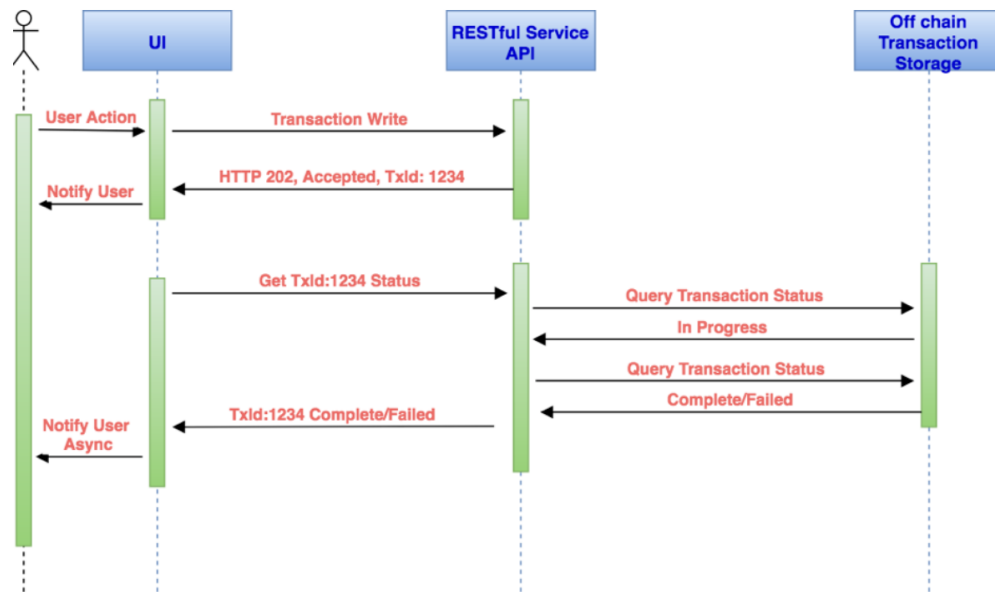 UI
RESTful Service
API
Off chain
Transaction
Storage
User Action
Transaction Write
HTTP 202, Accepted, TxId: 1234
Notify User
Get TxId:1234 Status
Query Transaction Status
In Progress
Query Transaction Status
Complete/Failed
TxId:1234 Complete/Failed
Notify User
Async